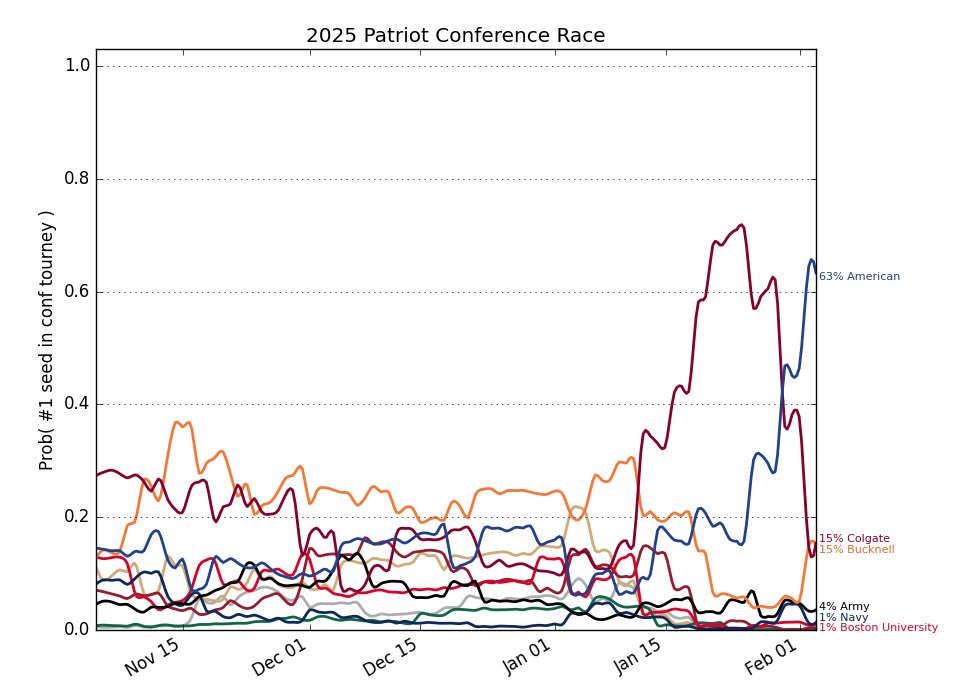 2025 Patriot Conference Race
Prob( #1 seed in conf tourney )
1.0
0.8
0.6
0.4
0.2
0.0
Nov 15
Dec 01
Dec 15
Jan 01
Jan 15
Feb 01
63% American
15% Colgate
15% Bucknell
4% Army
1% Navy
1% Boston University